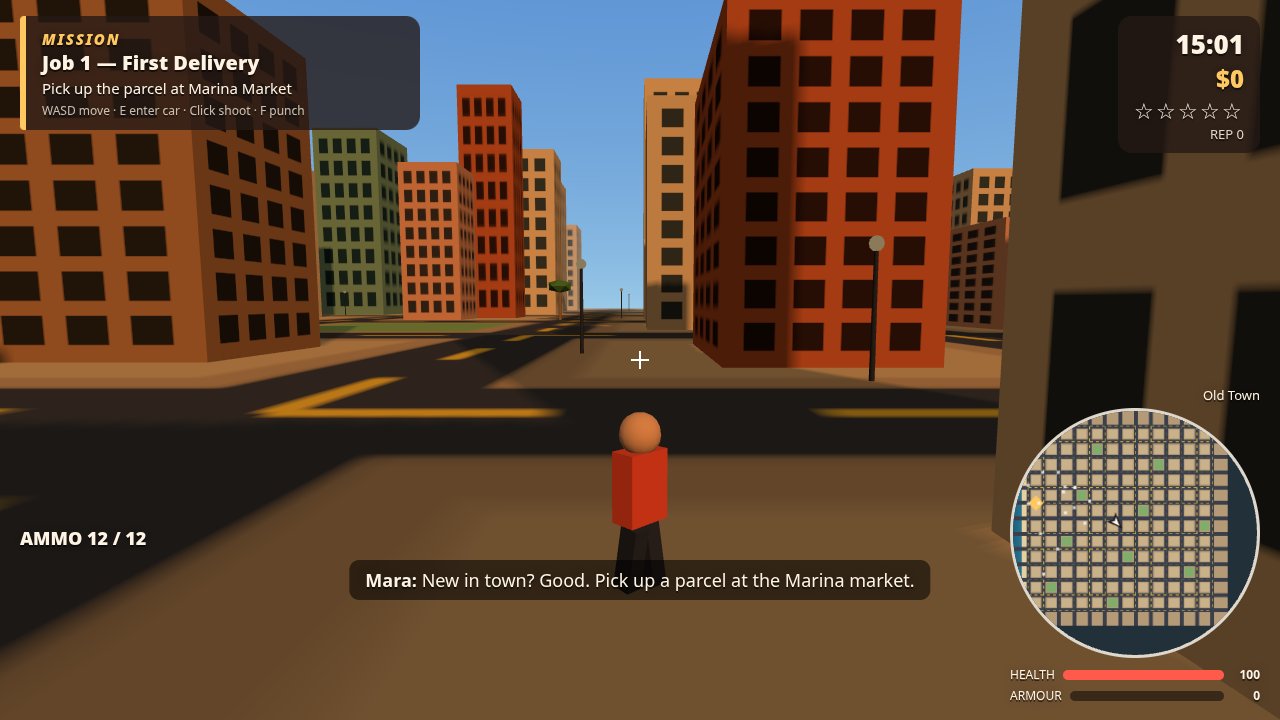 MISSION
Job 1 — First Delivery
Pick up the parcel at Marina Market
WASD move · E enter car · Click shoot · F punch
15:01
$0
☆☆☆☆☆
REP 0
Old Town
AMMO 12 / 12
Mara: New in town? Good. Pick up a parcel at the Marina market.
HEALTH 100
ARMOUR 0